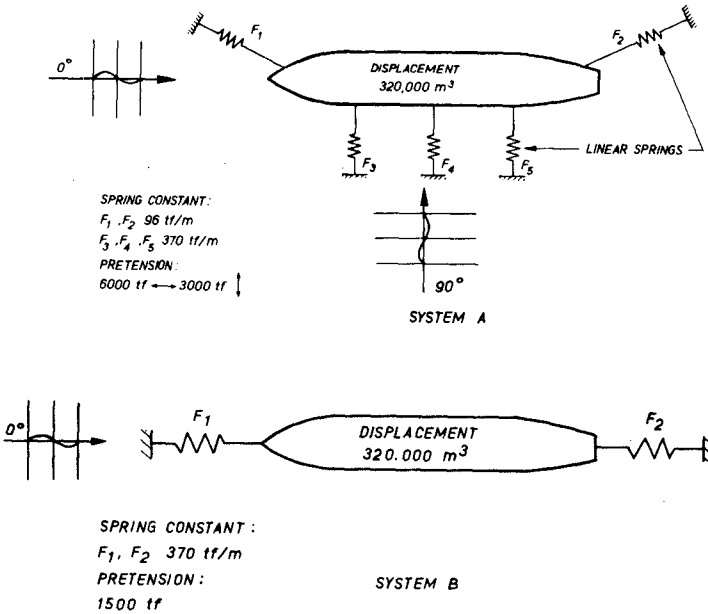 F1
F2
0°
DISPLACEMENT
320,000 m³
F3
F4
F5
LINEAR SPRINGS
SPRING CONSTANT:
F1, F2 96 tf/m
F3, F4, F5 370 tf/m
PRETENSION:
6000 tf ↔ 3000 tf ↕
90°
SYSTEM A
0°
F1
F2
DISPLACEMENT
320.000 m³
SPRING CONSTANT:
F1, F2 370 tf/m
PRETENSION:
1500 tf
SYSTEM B